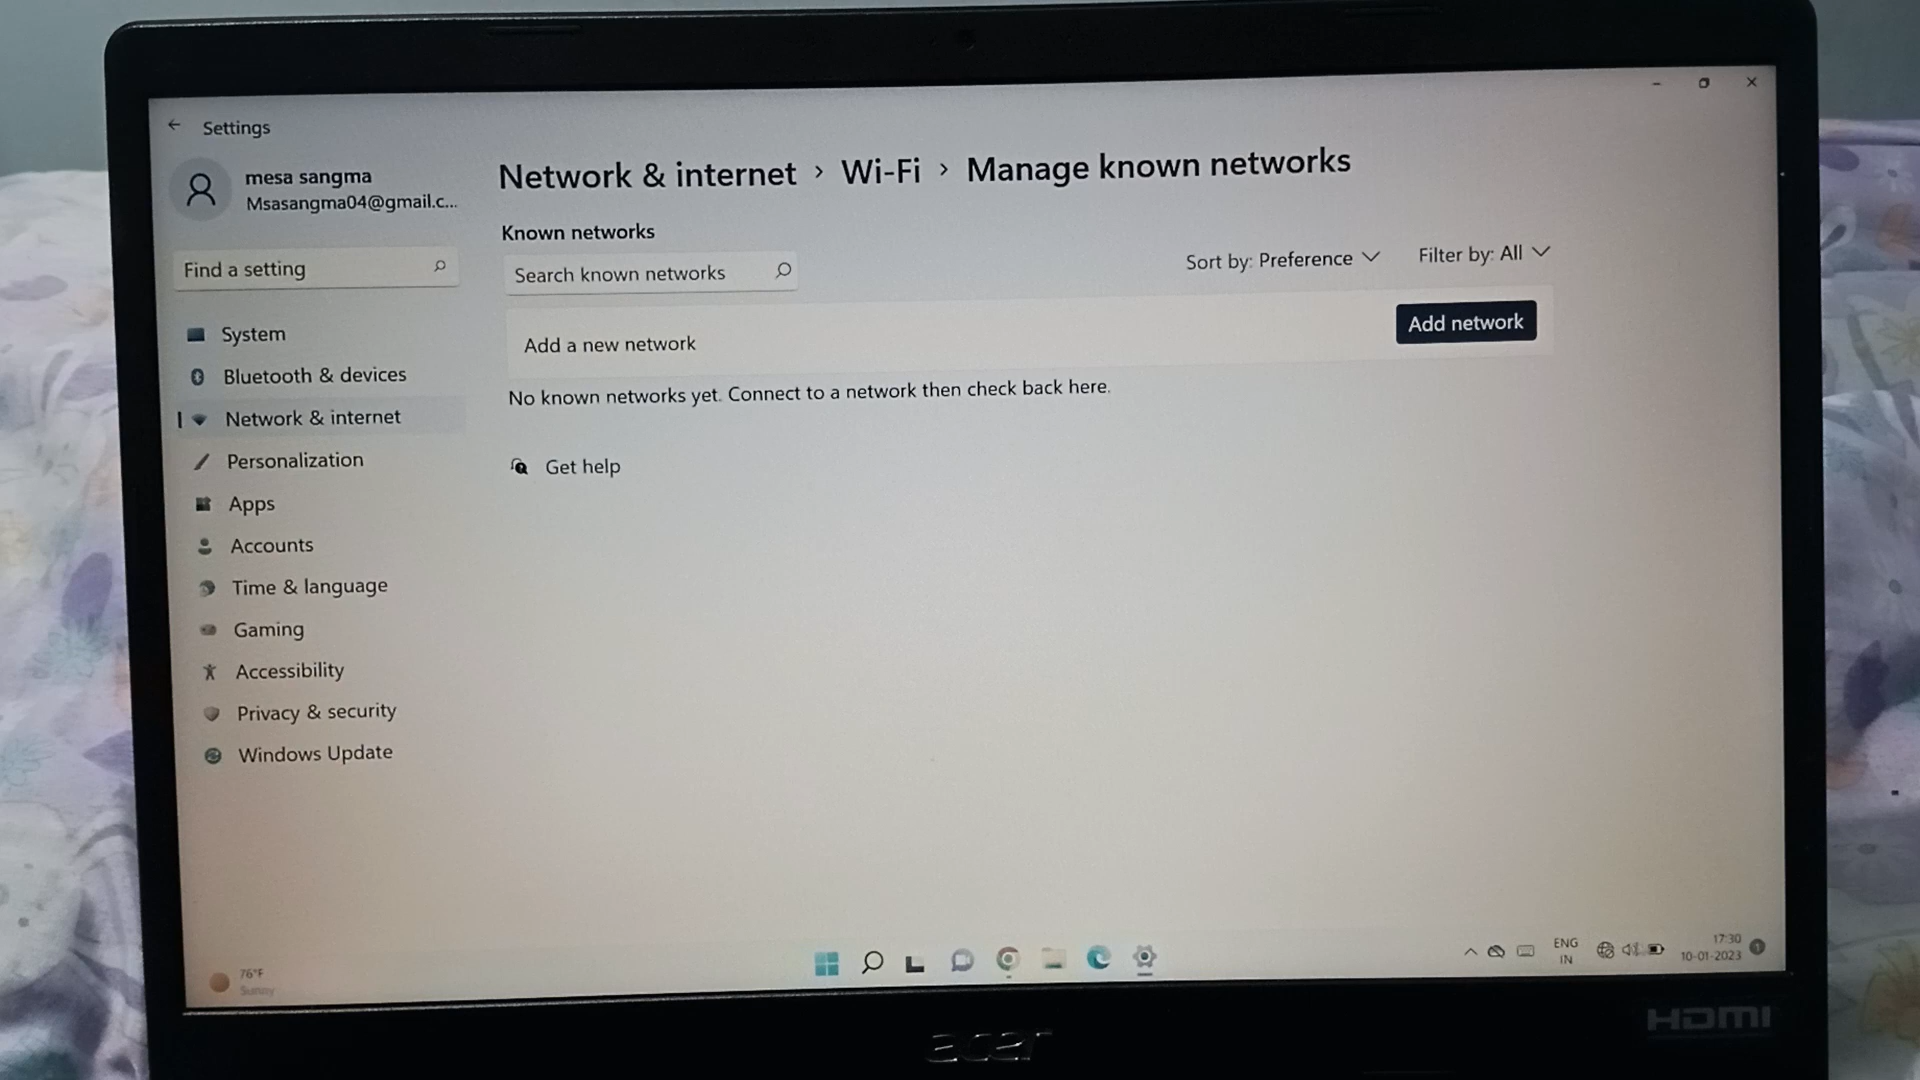 Settings
mesa sangma
Msasangma04@gmail.c...
Find a setting
System
Bluetooth & devices
Network & internet
Personalization
Apps
Accounts
Time & language
Gaming
Accessibility
Privacy & security
Windows Update
Network & internet › Wi-Fi › Manage known networks
Known networks
Search known networks
Sort by: Preference
Filter by: All
Add a new network
Add network
No known networks yet. Connect to a network then check back here.
Get help
76°F
Sunny
ENG
IN
17:30
10-01-2023
1
acer
HDMI